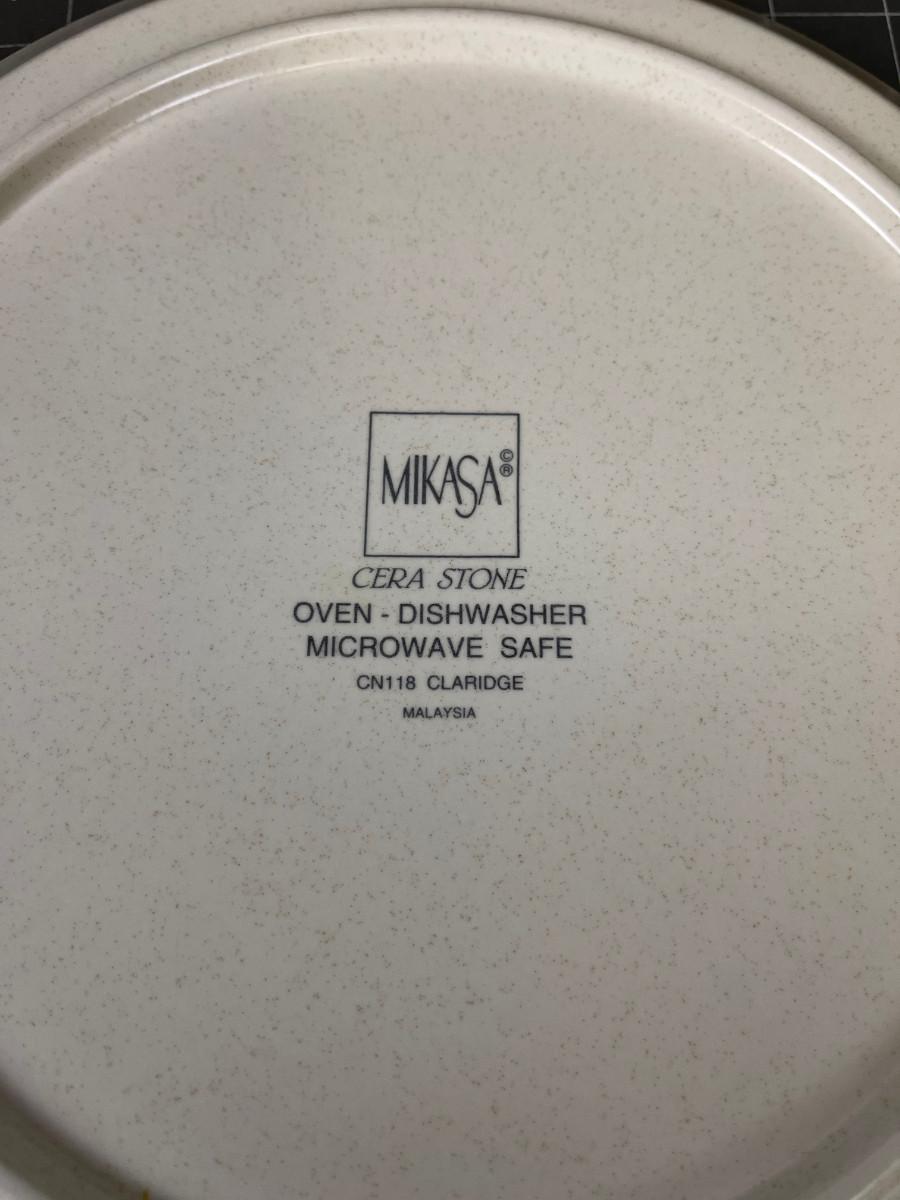 MIKASA©®
CERA STONE
OVEN - DISHWASHER
MICROWAVE SAFE
CN118 CLARIDGE
MALAYSIA